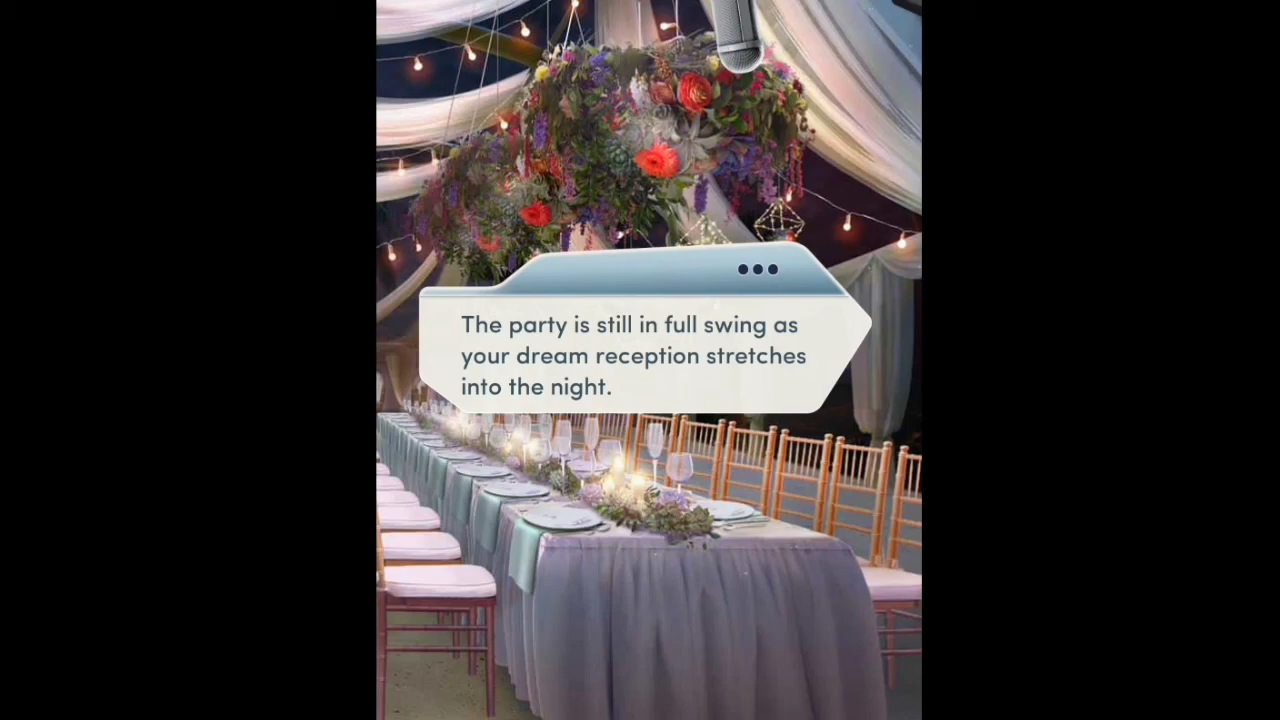 The party is still in full swing as
your dream reception stretches
into the night.